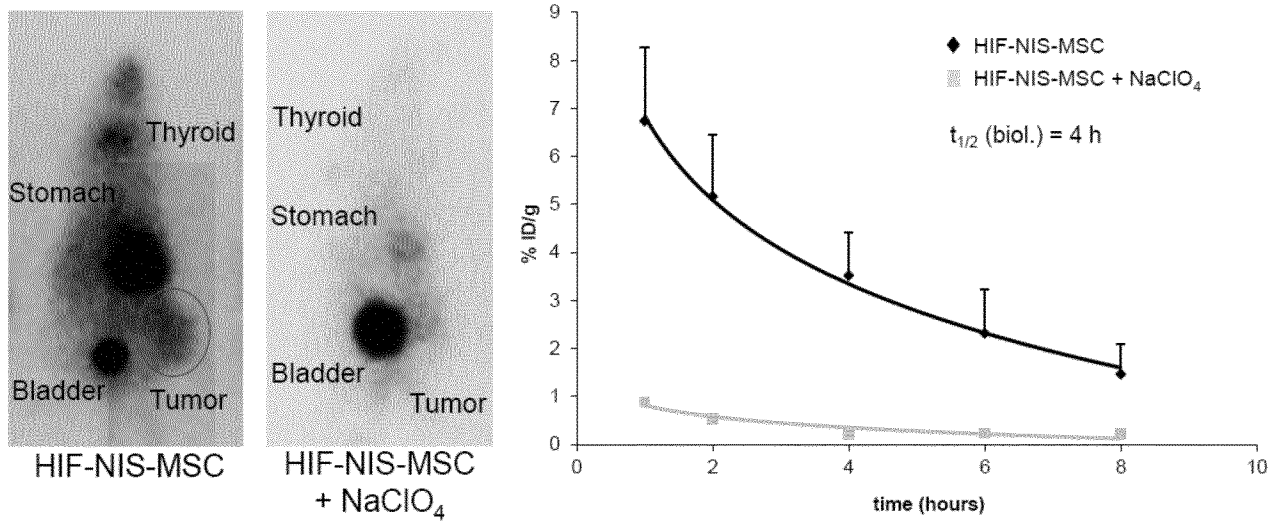 Thyroid
Stomach
Bladder
Tumor
HIF-NIS-MSC
Thyroid
Stomach
Bladder
Tumor
HIF-NIS-MSC
+ NaClO₄
% ID/g
9
8
7
6
5
4
3
2
1
0
0 2 4 6 8 10
time (hours)
HIF-NIS-MSC
HIF-NIS-MSC + NaClO₄
t₁/₂ (biol.) = 4 h